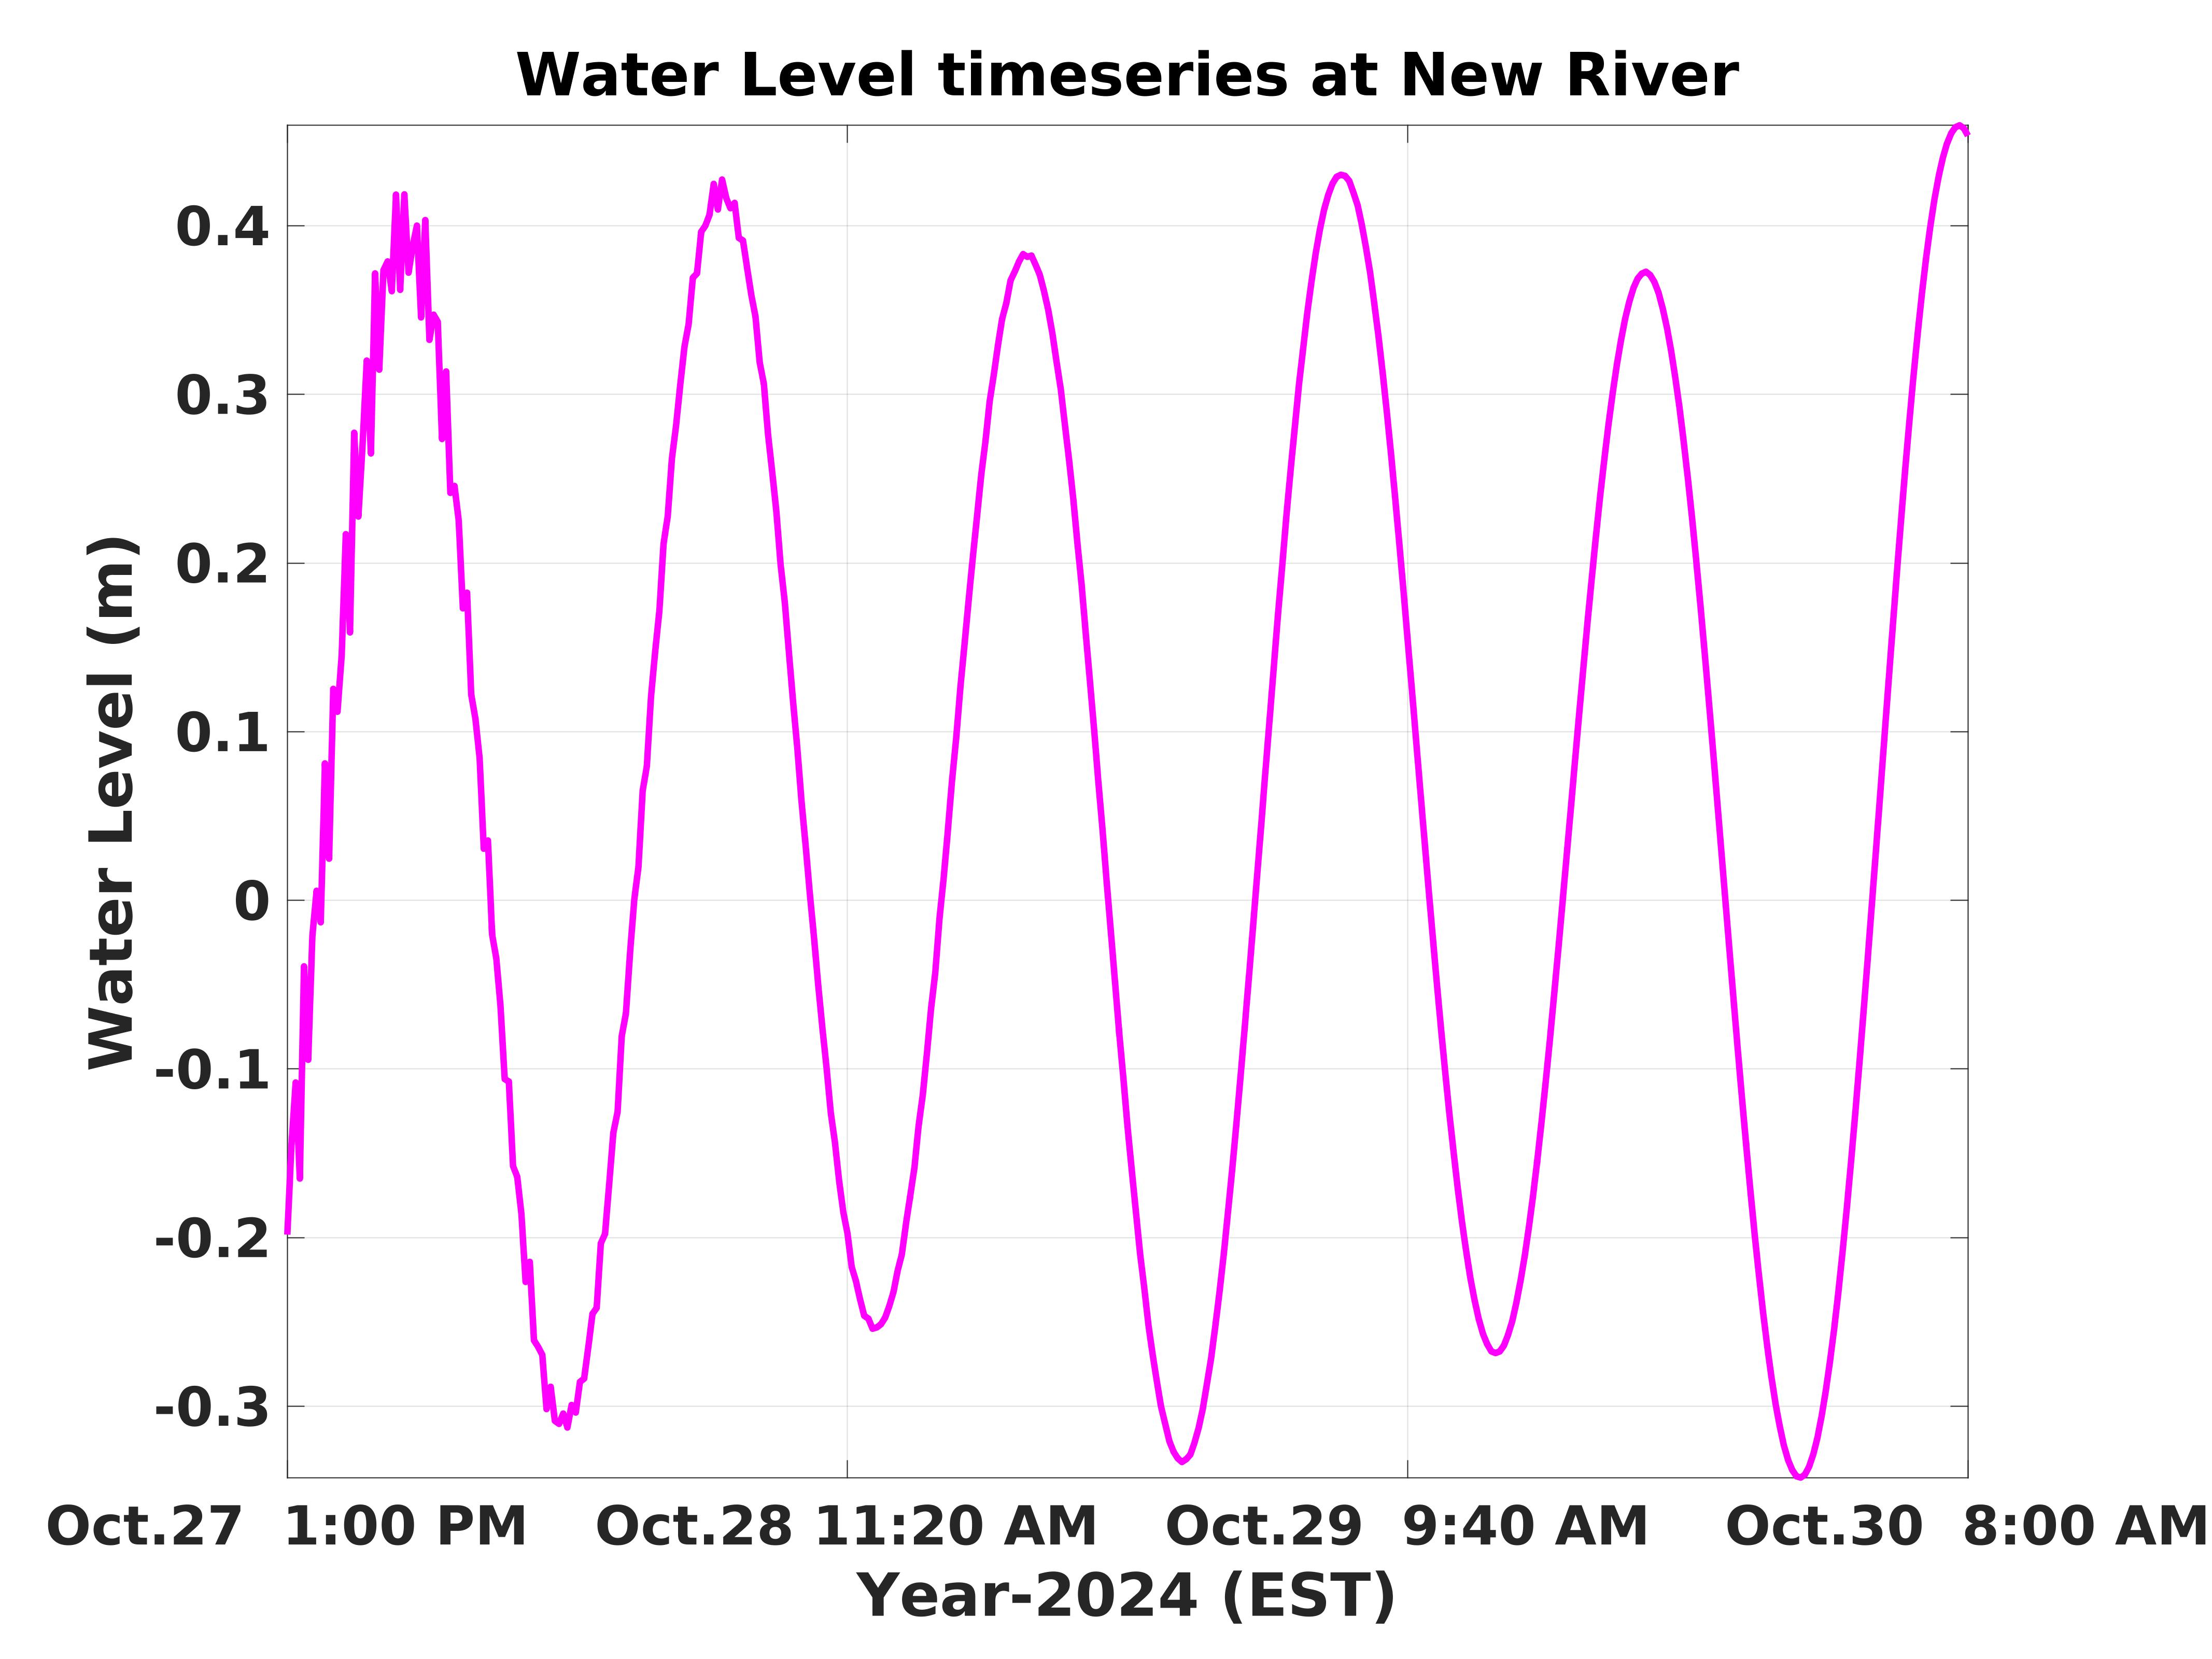 Water Level timeseries at New River
Water Level (m)
0.4
0.3
0.2
0.1
0
-0.1
-0.2
-0.3
Oct.27 1:00 PM Oct.28 11:20 AM Oct.29 9:40 AM Oct.30 8:00 AM
Year-2024 (EST)